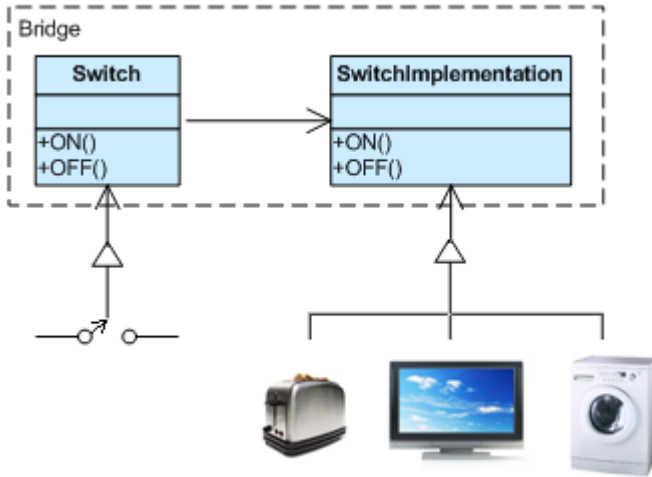 Bridge
Switch
+ON()
+OFF()
SwitchImplementation
+ON()
+OFF()